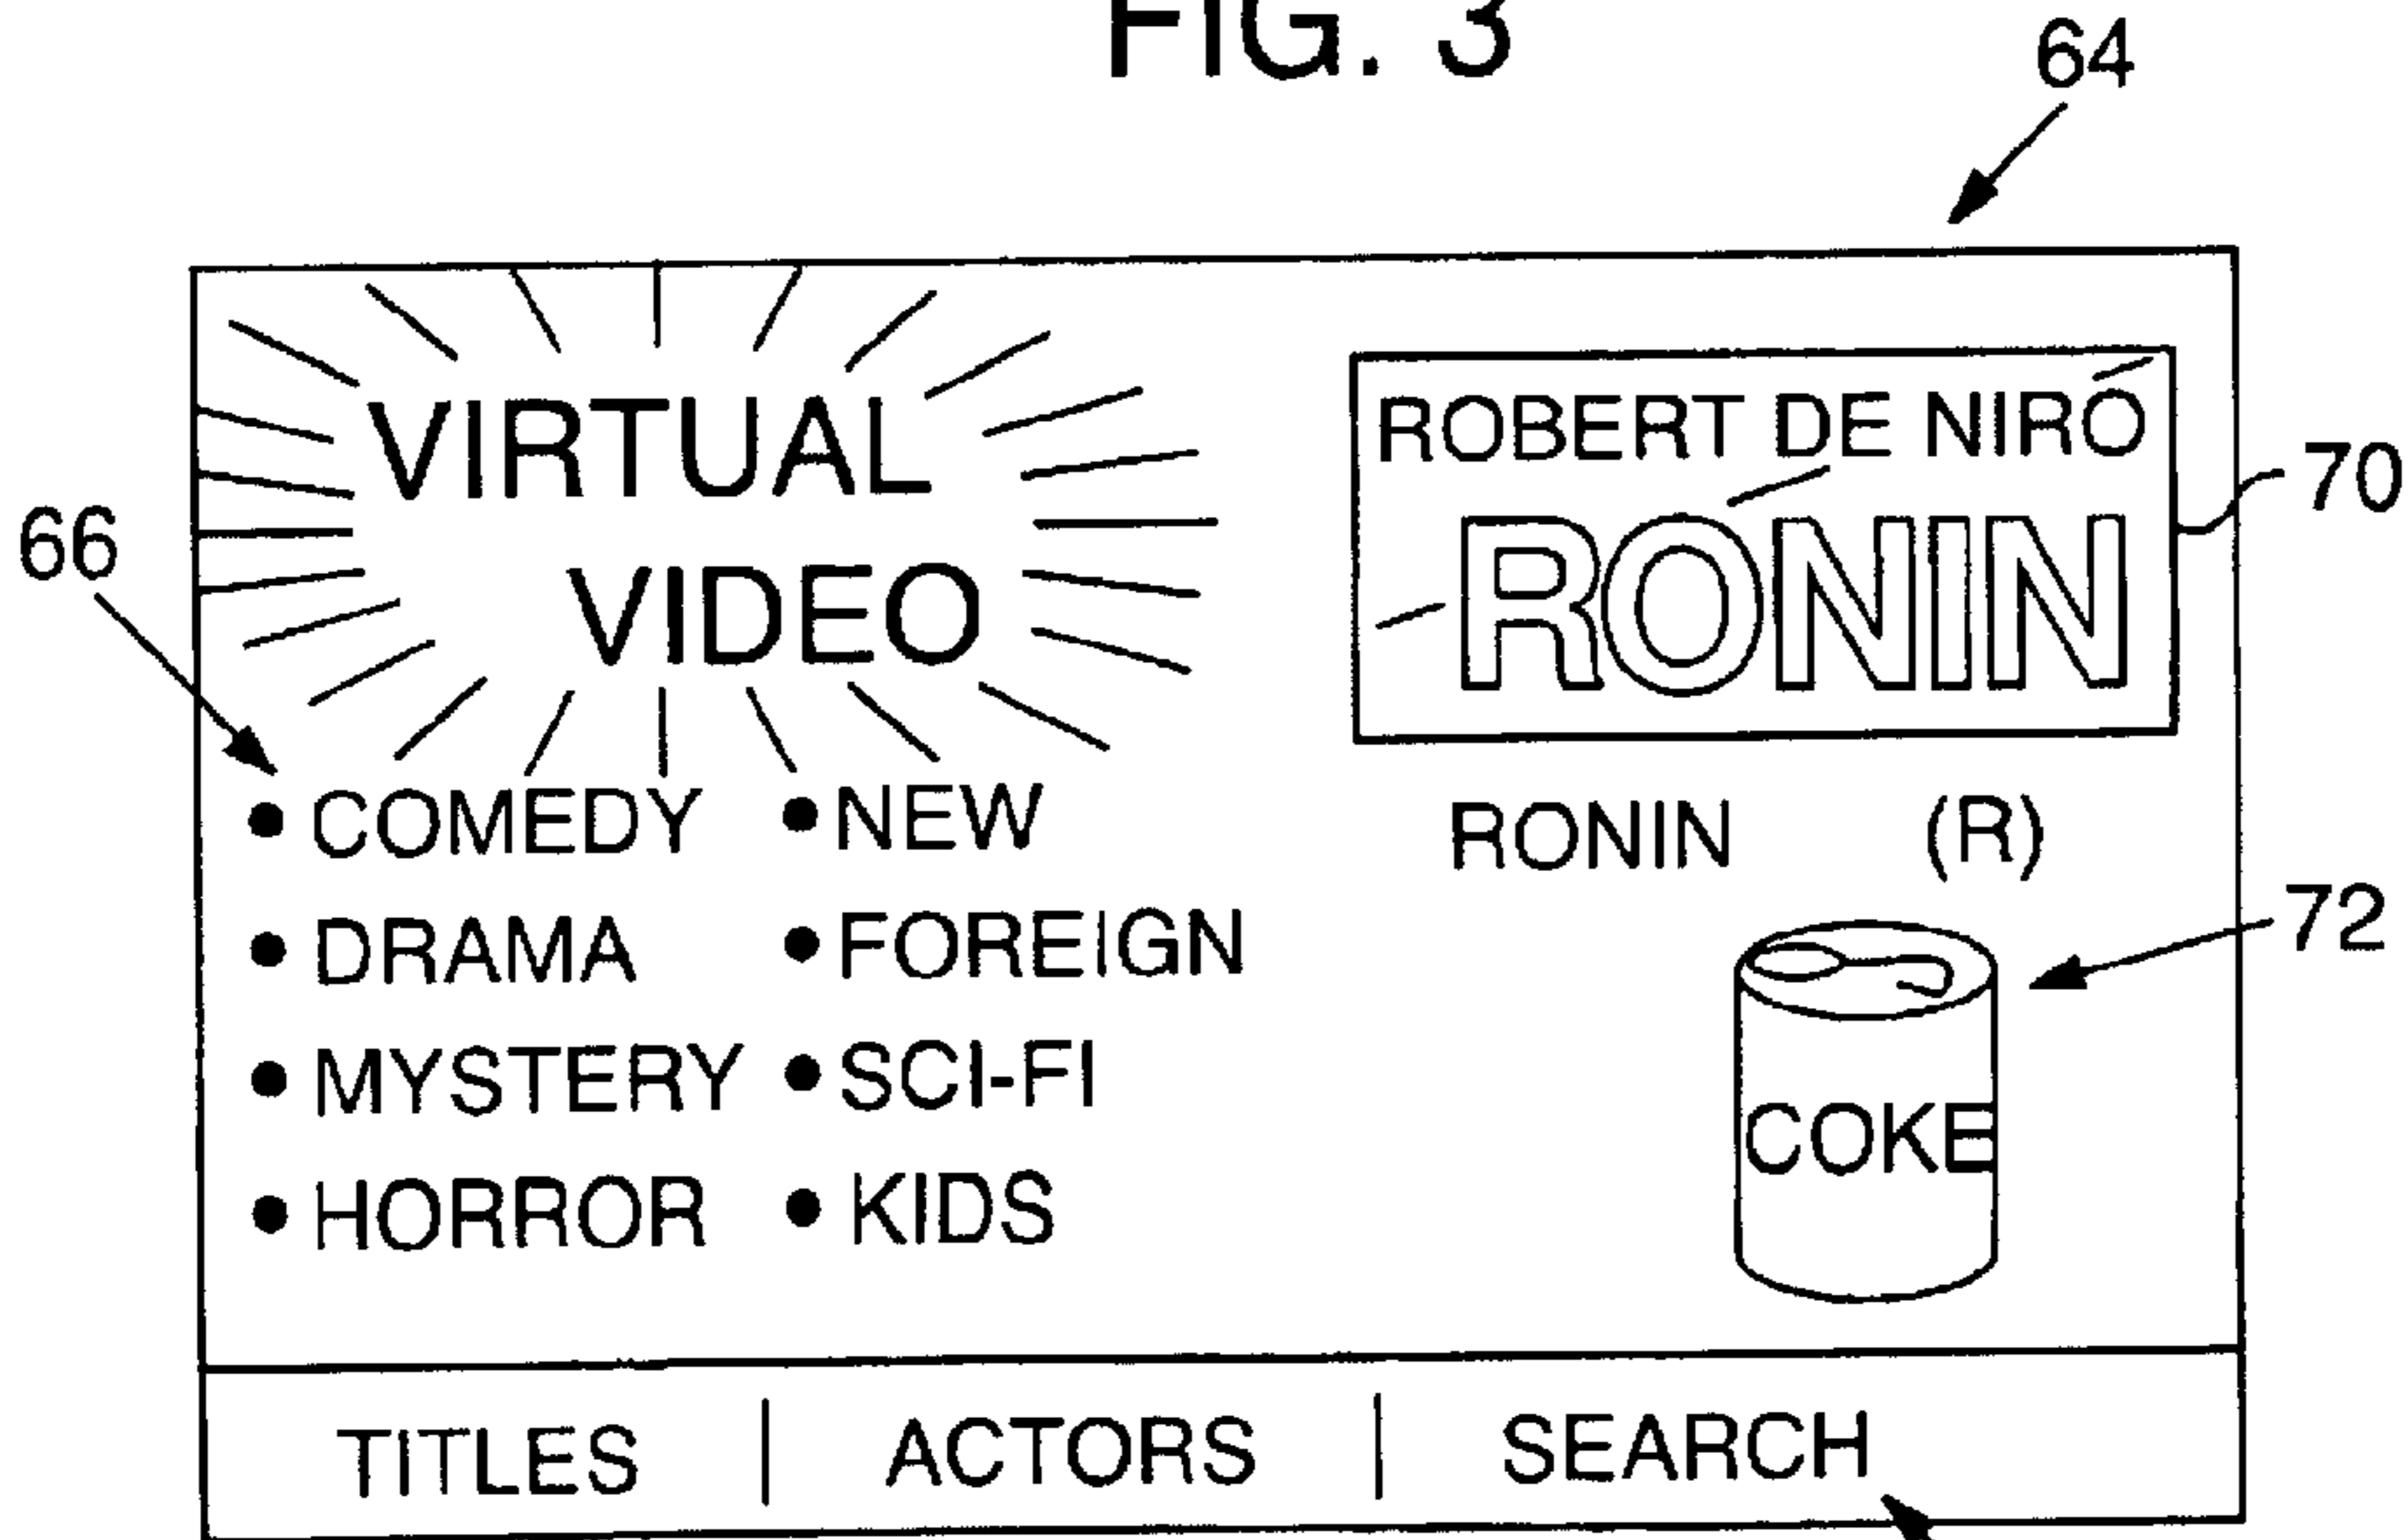 FIG. 3
64
VIRTUAL
VIDEO
ROBERT DE NIRO
RONIN
70
66
• COMEDY • NEW
RONIN (R)
• DRAMA • FOREIGN
72
• MYSTERY • SCI-FI
COKE
• HORROR • KIDS
TITLES | ACTORS | SEARCH